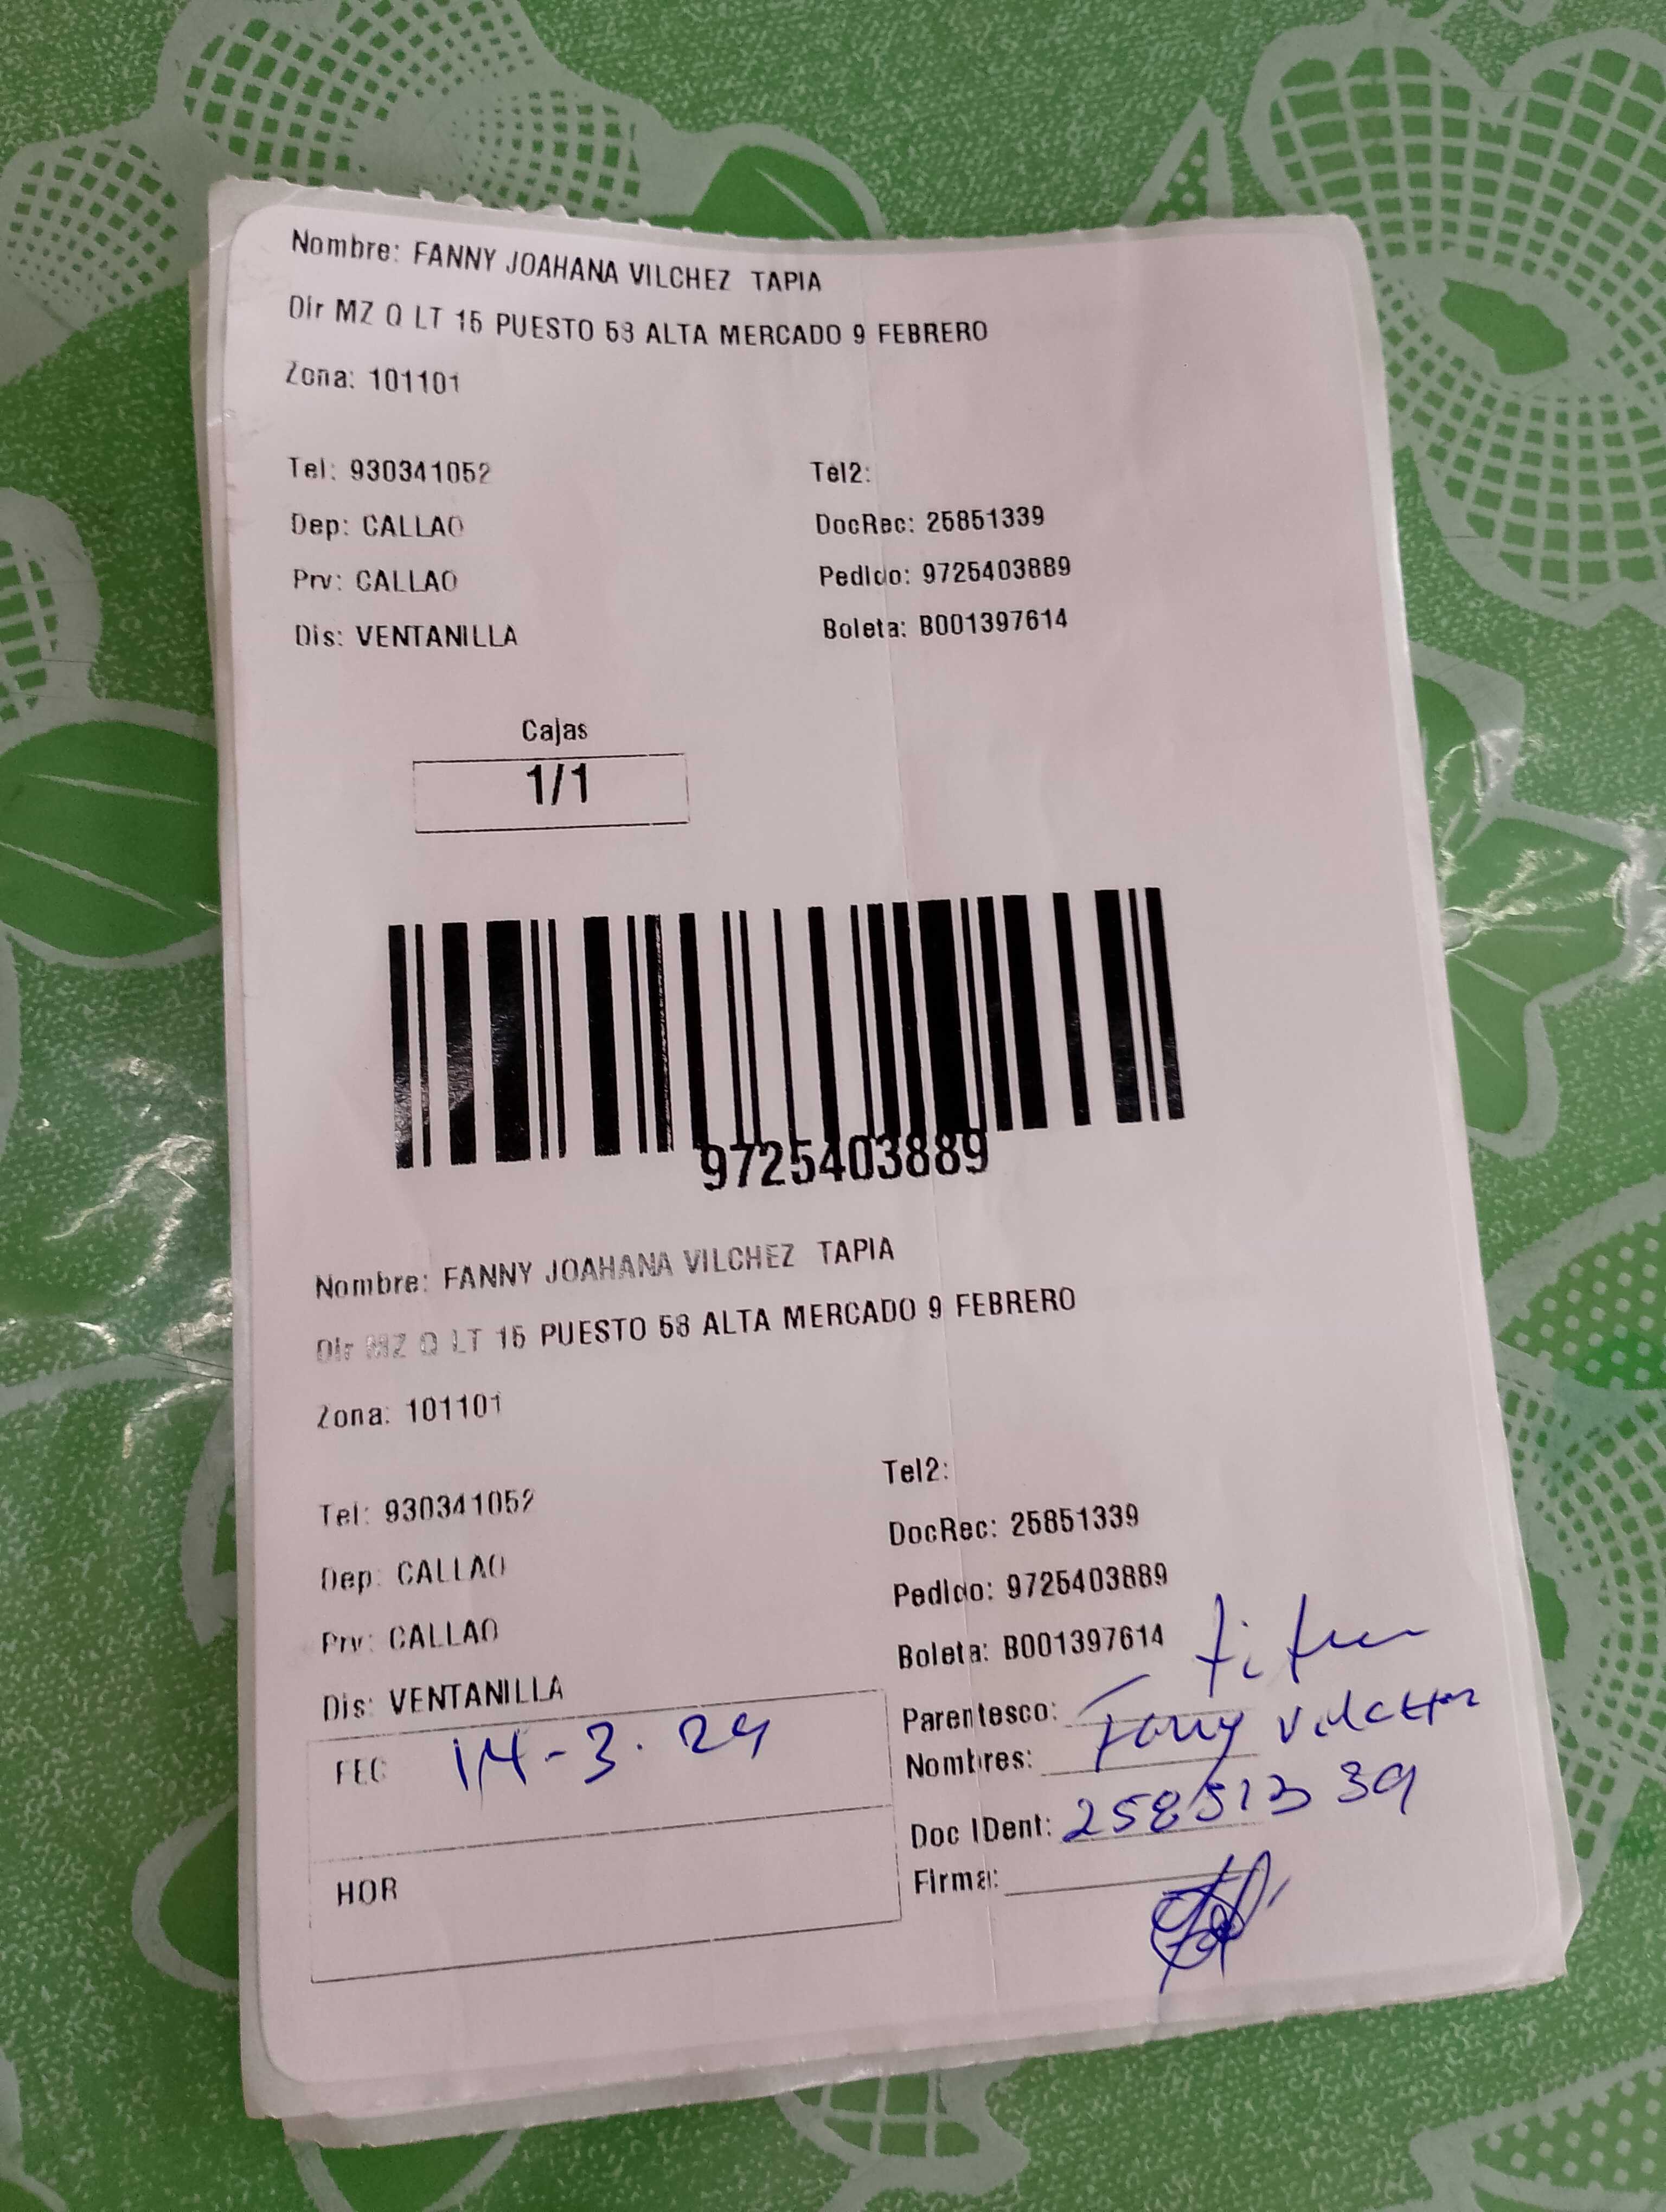 Nombre: FANNY JOAHANA VILCHEZ TAPIA
Dir MZ Q LT 15 PUESTO 53 ALTA MERCADO 9 FEBRERO
Zona: 101101
Tel: 930341052 Tel2:
Dep: CALLAO DocRec: 25851339
Prv: CALLAO Pedido: 9725403889
Dis: VENTANILLA Boleta: B001397614
Cajas
1/1
9725403889
Nombre: FANNY JOAHANA VILCHEZ TAPIA
Dir MZ Q LT 15 PUESTO 53 ALTA MERCADO 9 FEBRERO
Zona: 101101
Tel2:
Tel: 930341052 DocRec: 25851339
Dep: CALLAO Pedido: 9725403889
Prv: CALLAO Boleta: B001397614
Dis: VENTANILLA Parentesco:
FEC 14-3.24 Nombres: Fany Vilchez
Doc IDent: 25851339
HOR Firma: